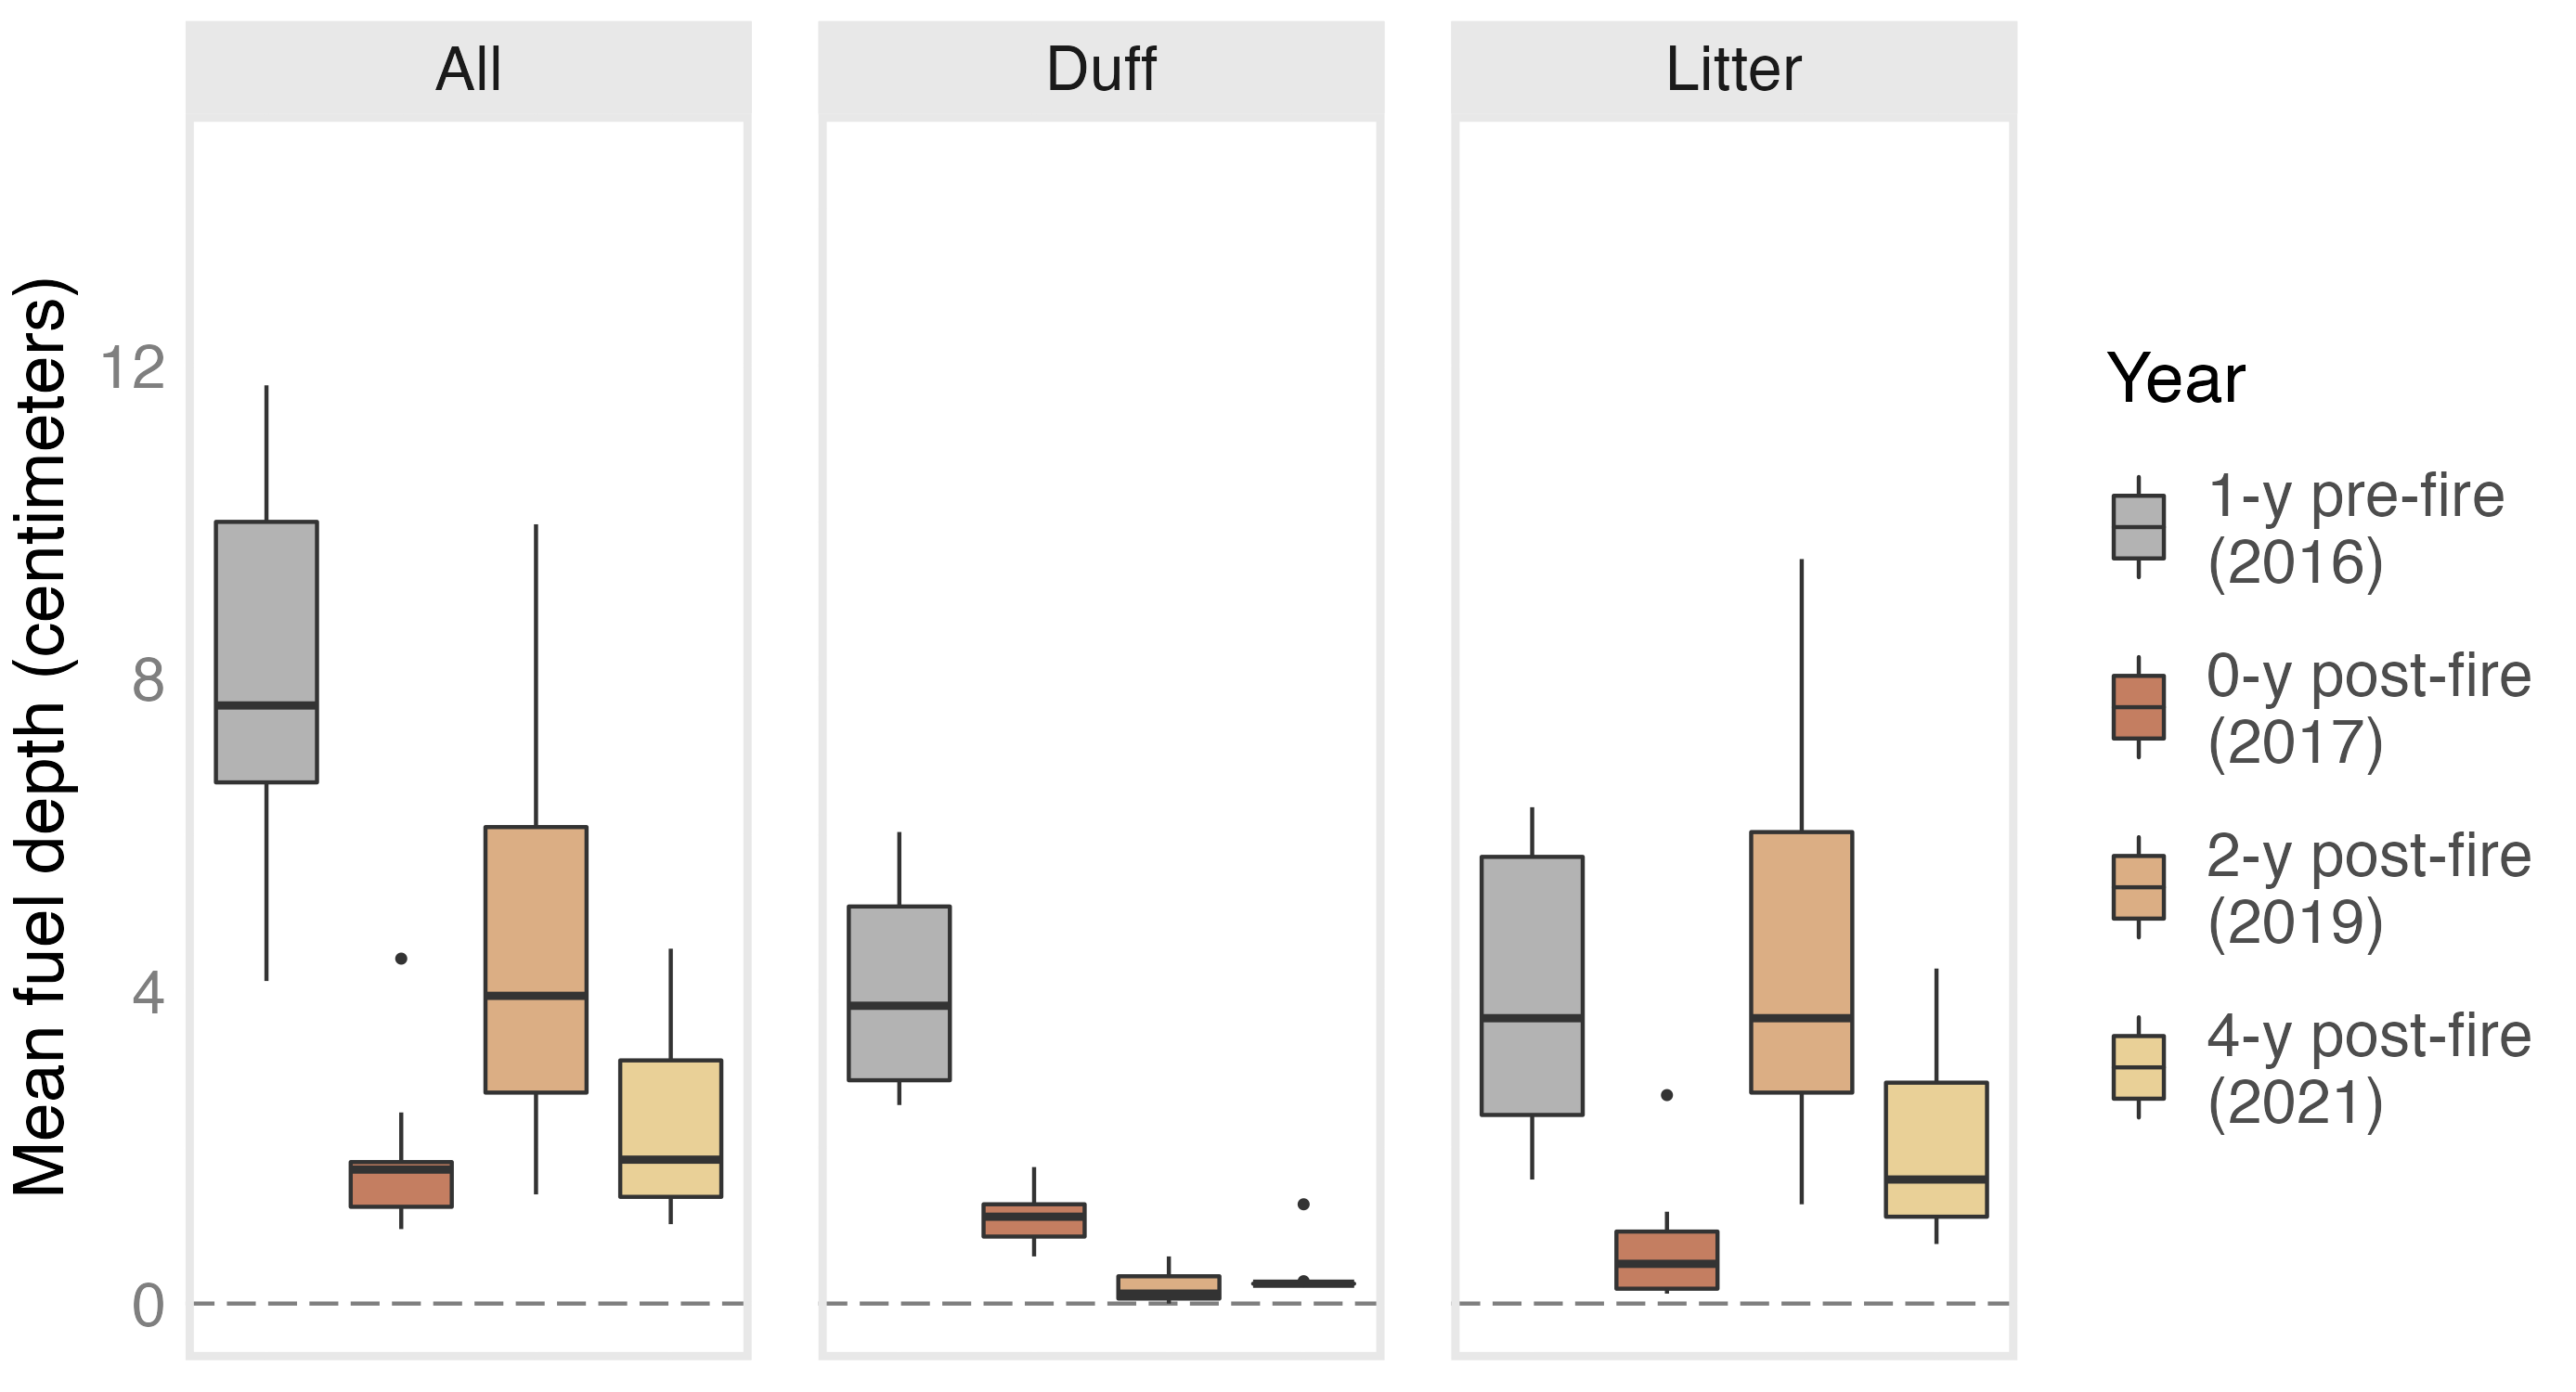 All
Duff
Litter
Mean fuel depth (centimeters)
12
8
4
0
Year
1-y pre-fire
(2016)
0-y post-fire
(2017)
2-y post-fire
(2019)
4-y post-fire
(2021)